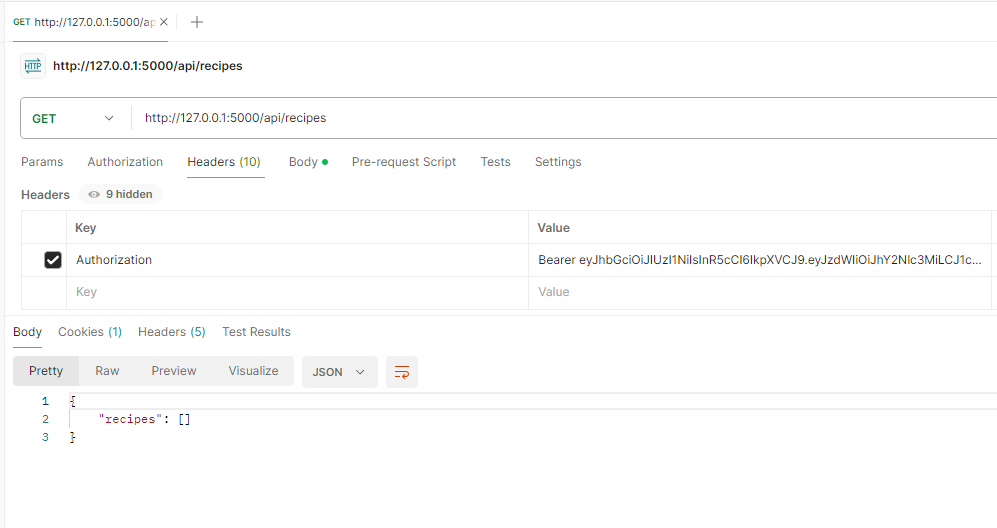 GET http://127.0.0.1:5000/ap
HTTP http://127.0.0.1:5000/api/recipes
GET http://127.0.0.1:5000/api/recipes
Params Authorization Headers (10) Body Pre-request Script Tests Settings
Headers 9 hidden
Key Value
Authorization Bearer eyJhbGciOiJIUzI1NiIsInR5cCI6IkpXVCJ9.eyJzdWIiOiJhY2Nlc3MiLCJ1c...
Key Value
Body Cookies (1) Headers (5) Test Results
Pretty Raw Preview Visualize JSON
1 {
2 "recipes": []
3 }